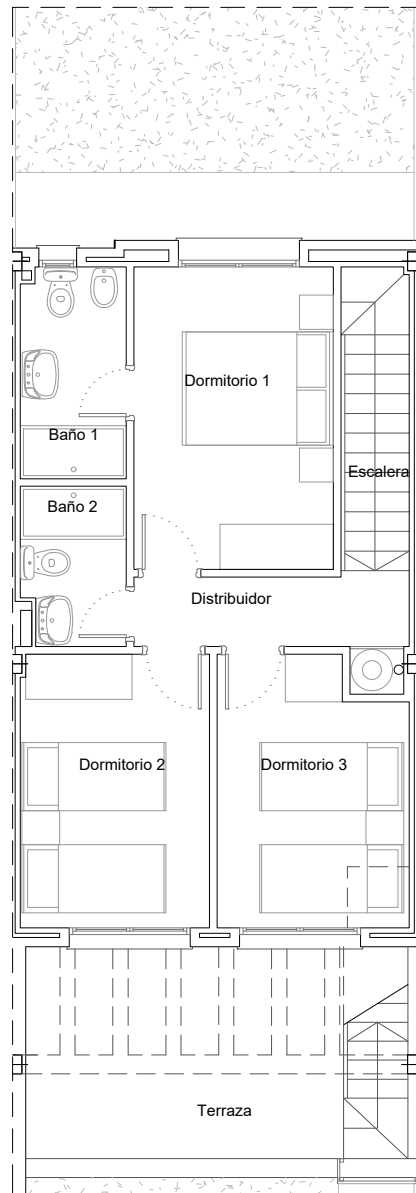 Dormitorio 1
Baño 1
Escalera
Baño 2
Distribuidor
Dormitorio 2
Dormitorio 3
Terraza